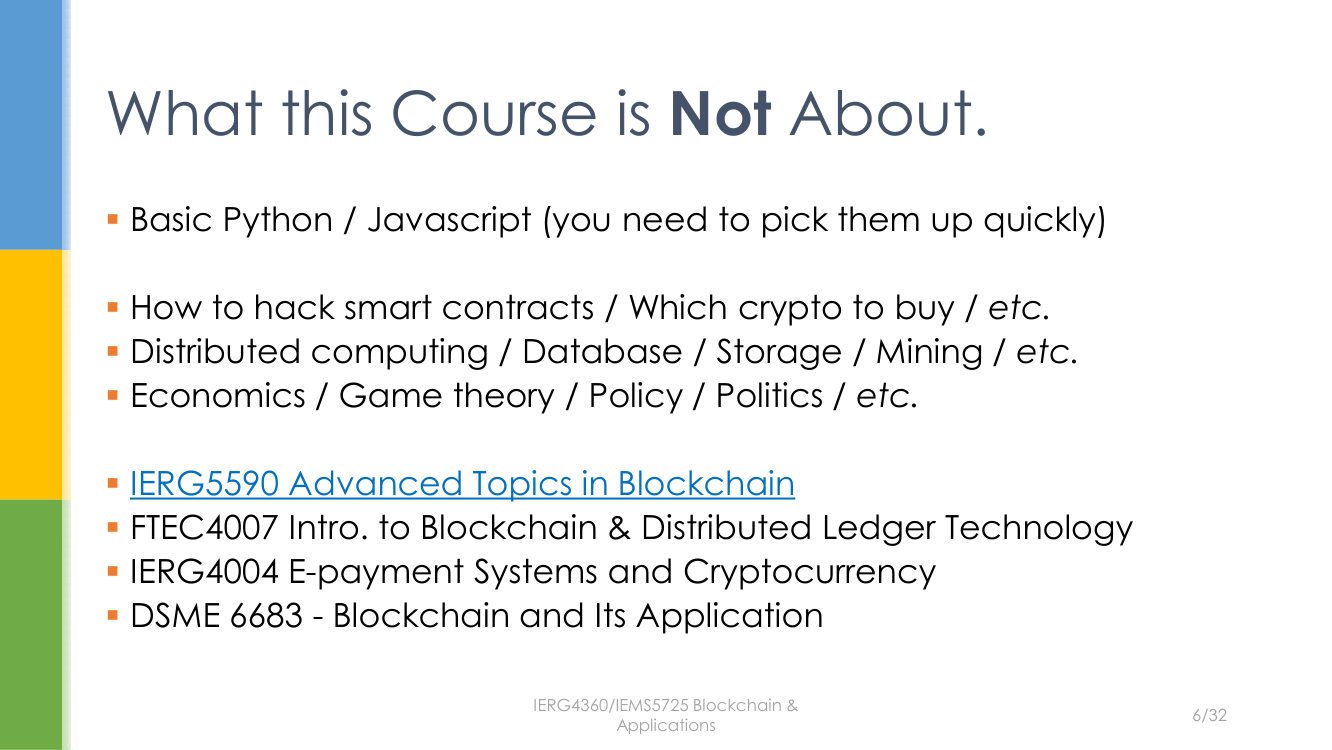 What this Course is Not About.
▪ Basic Python / Javascript (you need to pick them up quickly)
▪ How to hack smart contracts / Which crypto to buy / etc.
▪ Distributed computing / Database / Storage / Mining / etc.
▪ Economics / Game theory / Policy / Politics / etc.
▪ IERG5590 Advanced Topics in Blockchain
▪ FTEC4007 Intro. to Blockchain & Distributed Ledger Technology
▪ IERG4004 E-payment Systems and Cryptocurrency
▪ DSME 6683 - Blockchain and Its Application
IERG4360/IEMS5725 Blockchain &
Applications
6/32